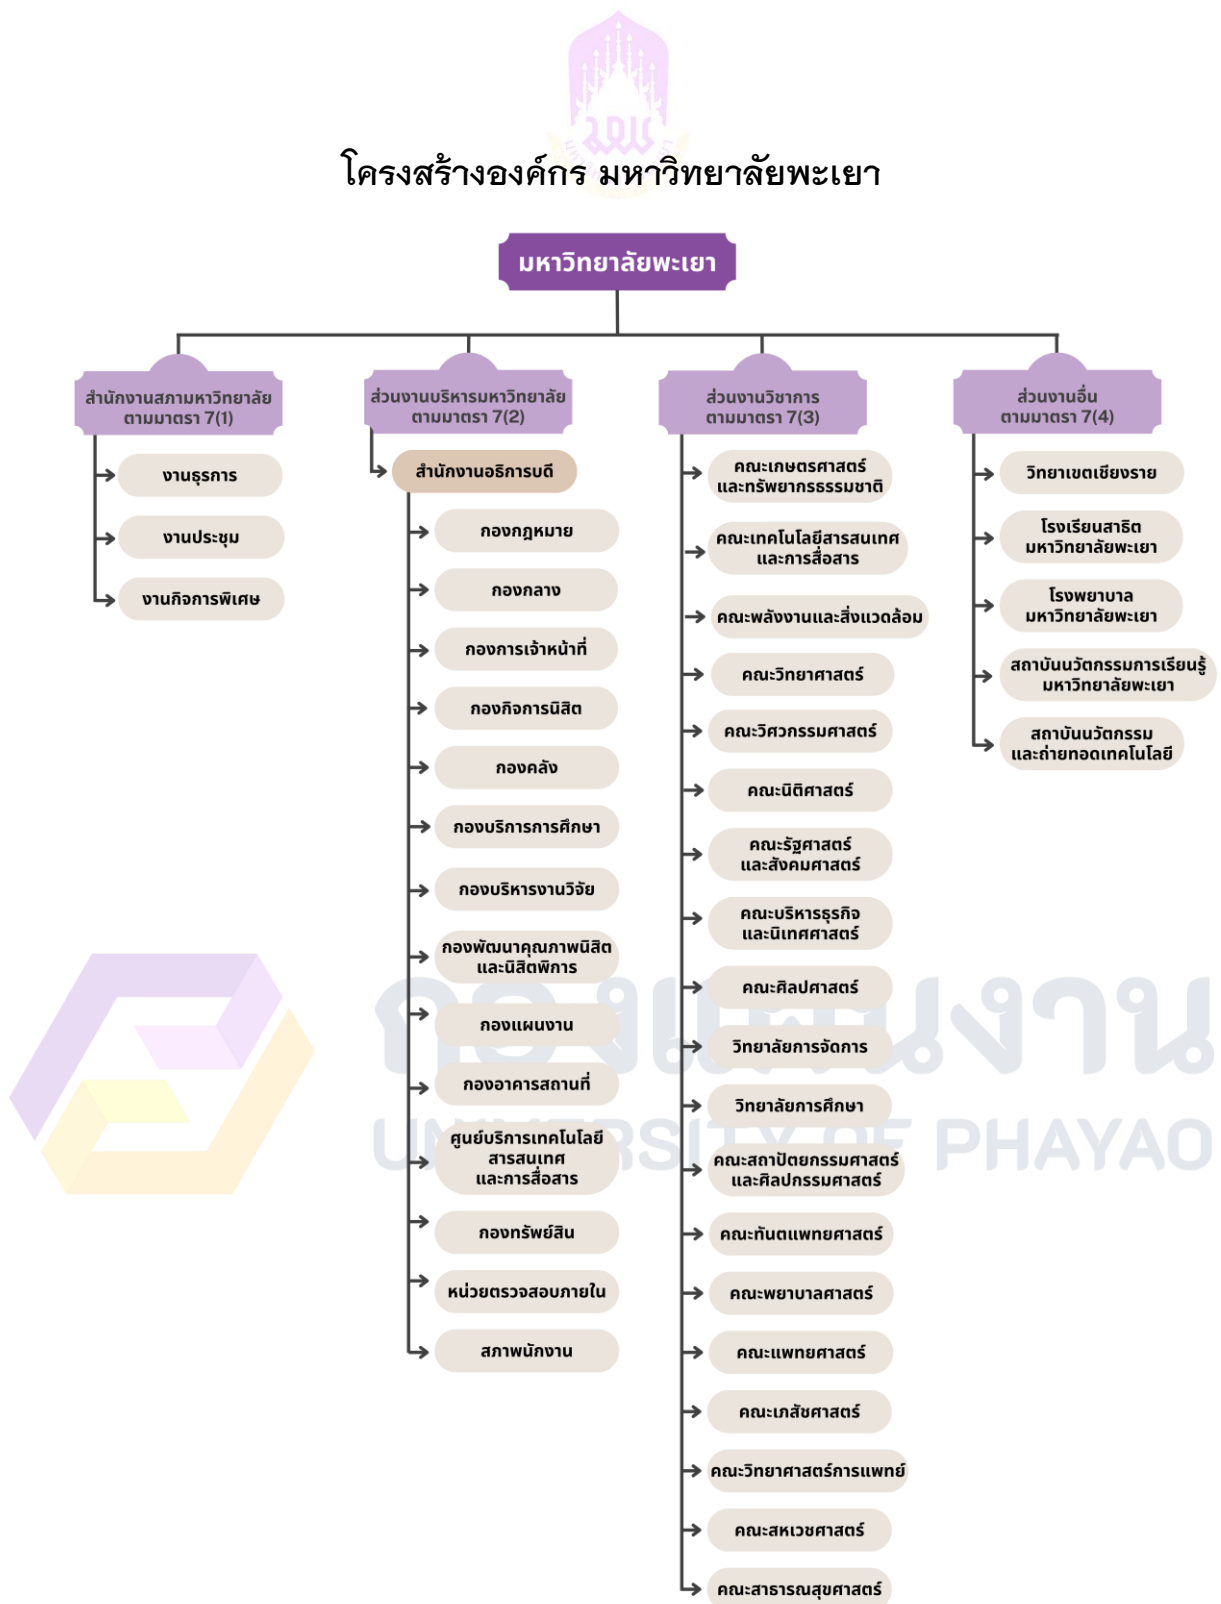 โครงสร้างองค์กร มหาวิทยาลัยพะเยา
มหาวิทยาลัยพะเยา
สำนักงานสภามหาวิทยาลัย
ตามมาตรา 7(1)
งานธุรการ
งานประชุม
งานกิจการพิเศษ
ส่วนงานบริหารมหาวิทยาลัย
ตามมาตรา 7(2)
สำนักงานอธิการบดี
กองกฎหมาย
กองกลาง
กองการเจ้าหน้าที่
กองกิจการนิสิต
กองคลัง
กองบริการการศึกษา
กองบริหารงานวิจัย
กองพัฒนาคุณภาพนิสิต
และนิสิตพิการ
กองแผนงาน
กองอาคารสถานที่
ศูนย์บริการเทคโนโลยี
สารสนเทศ
และการสื่อสาร
กองทรัพย์สิน
หน่วยตรวจสอบภายใน
สภาพนักงาน
ส่วนงานวิชาการ
ตามมาตรา 7(3)
คณะเกษตรศาสตร์
และทรัพยากรธรรมชาติ
คณะเทคโนโลยีสารสนเทศ
และการสื่อสาร
คณะพลังงานและสิ่งแวดล้อม
คณะวิทยาศาสตร์
คณะวิศวกรรมศาสตร์
คณะนิติศาสตร์
คณะรัฐศาสตร์
และสังคมศาสตร์
คณะบริหารธุรกิจ
และนิเทศศาสตร์
คณะศิลปศาสตร์
วิทยาลัยการจัดการ
วิทยาลัยการศึกษา
คณะสถาปัตยกรรมศาสตร์
และศิลปกรรมศาสตร์
คณะทันตแพทยศาสตร์
คณะพยาบาลศาสตร์
คณะแพทยศาสตร์
คณะเภสัชศาสตร์
คณะวิทยาศาสตร์การแพทย์
คณะสหเวชศาสตร์
คณะสาธารณสุขศาสตร์
ส่วนงานอื่น
ตามมาตรา 7(4)
วิทยาเขตเชียงราย
โรงเรียนสาธิต
มหาวิทยาลัยพะเยา
โรงพยาบาล
มหาวิทยาลัยพะเยา
สถาบันนวัตกรรมการเรียนรู้
มหาวิทยาลัยพะเยา
สถาบันนวัตกรรม
และถ่ายทอดเทคโนโลยี
กองแผนงาน
UNIVERSITY OF PHAYAO